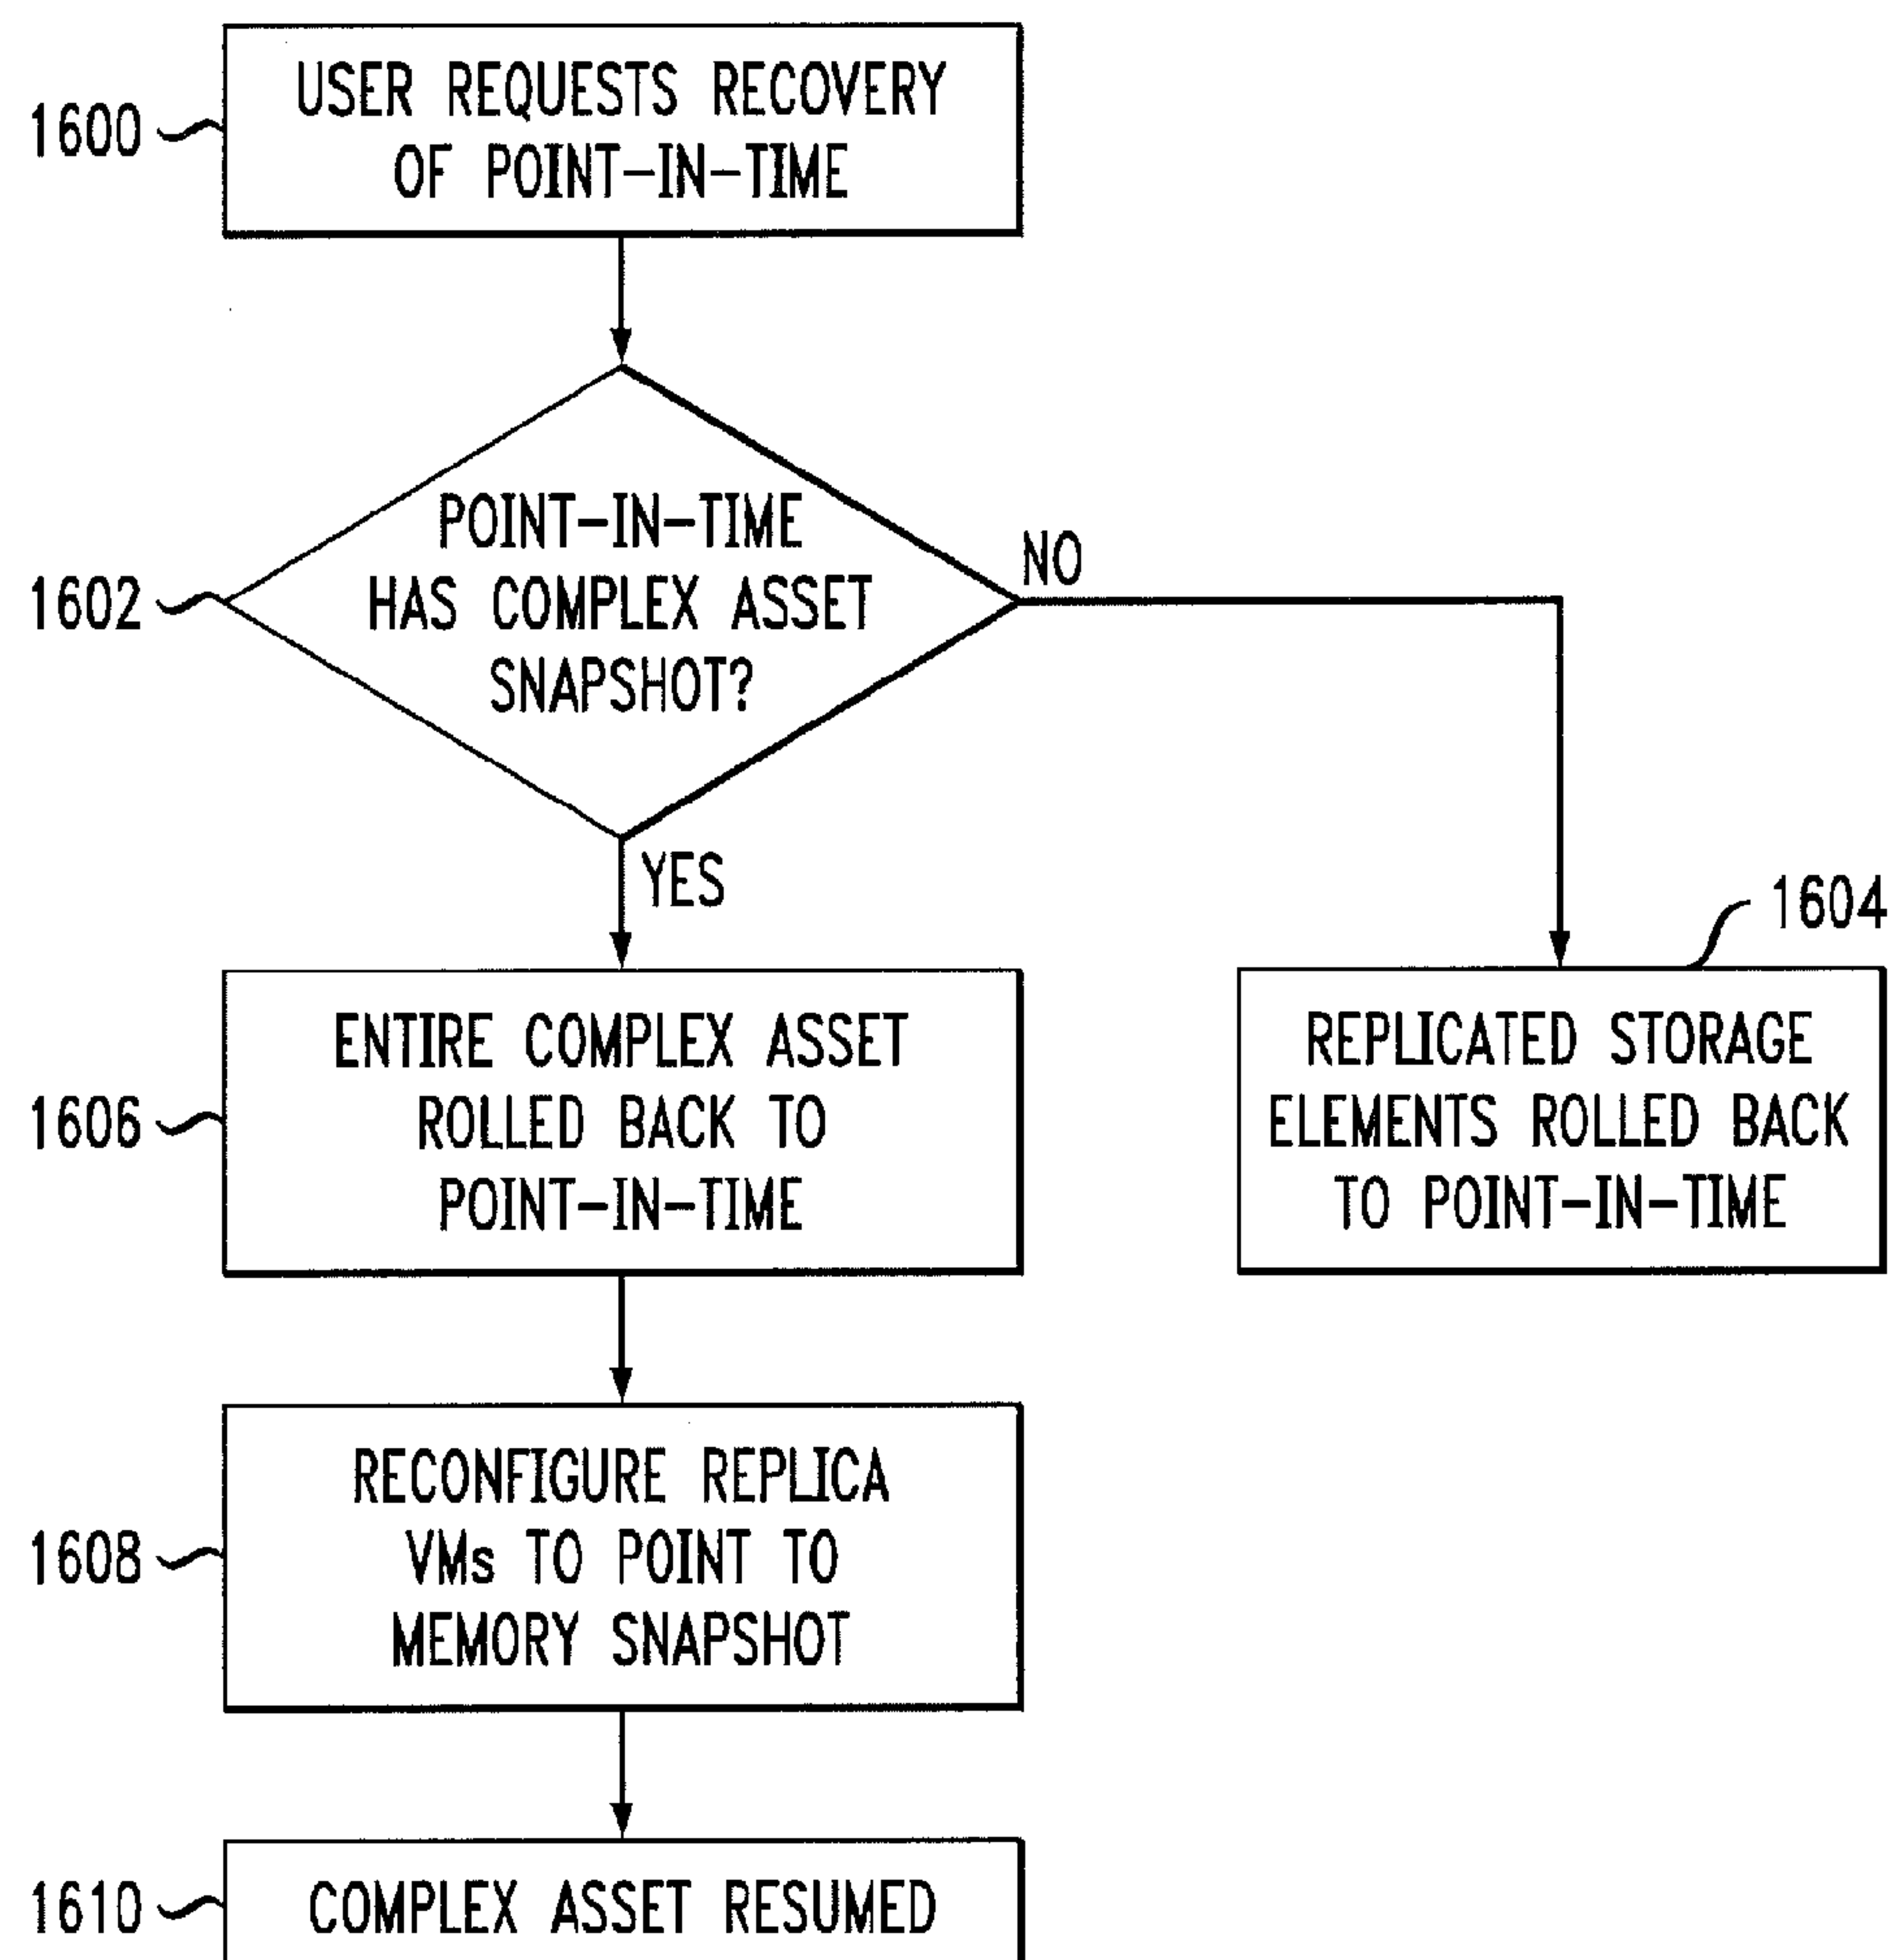 1600
USER REQUESTS RECOVERY
OF POINT-IN-TIME
1602
POINT-IN-TIME
HAS COMPLEX ASSET
SNAPSHOT?
NO
YES
1604
REPLICATED STORAGE
ELEMENTS ROLLED BACK
TO POINT-IN-TIME
1606
ENTIRE COMPLEX ASSET
ROLLED BACK TO
POINT-IN-TIME
1608
RECONFIGURE REPLICA
VMs TO POINT TO
MEMORY SNAPSHOT
1610
COMPLEX ASSET RESUMED